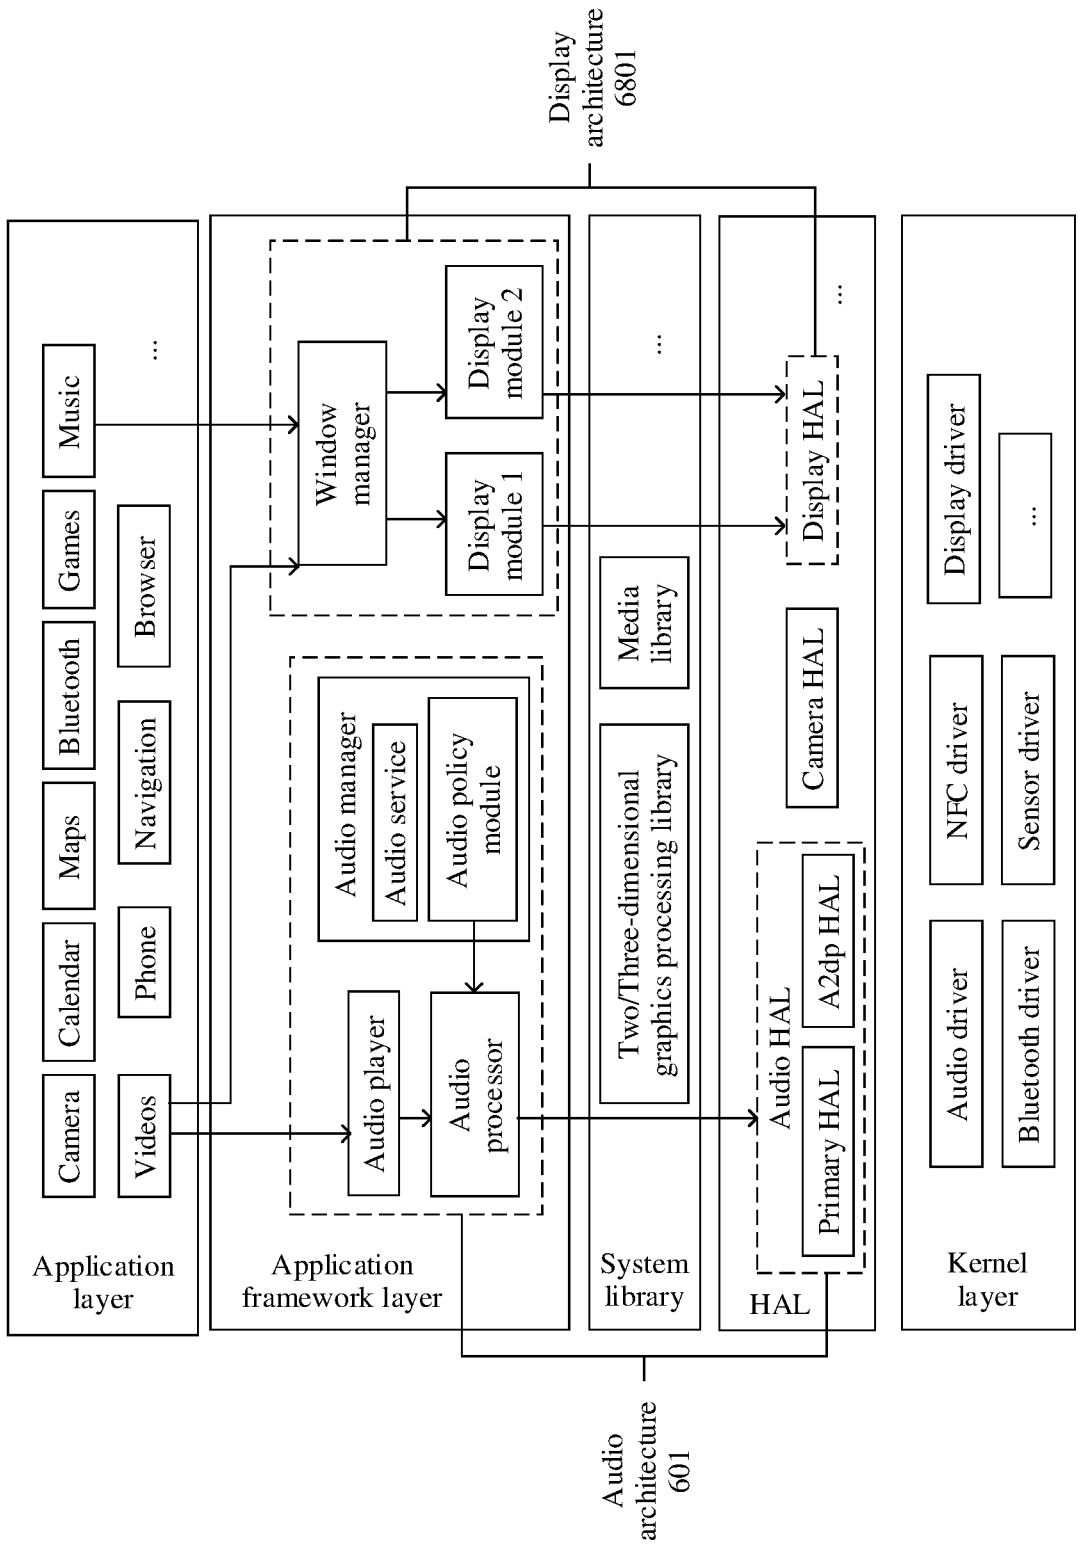 Application
layer
Camera
Calendar
Maps
Bluetooth
Games
Music
Videos
Phone
Navigation
Browser
...
Application
framework layer
Audio player
Audio
processor
Audio manager
Audio service
Audio policy
module
Window
manager
Display
module 1
Display
module 2
System
library
Two/Three-dimensional
graphics processing library
Media
library
...
HAL
Audio HAL
Primary HAL
A2dp HAL
Camera HAL
Display HAL
...
Kernel
layer
Audio driver
NFC driver
Display driver
Bluetooth driver
Sensor driver
...
Audio
architecture
601
Display
architecture
6801